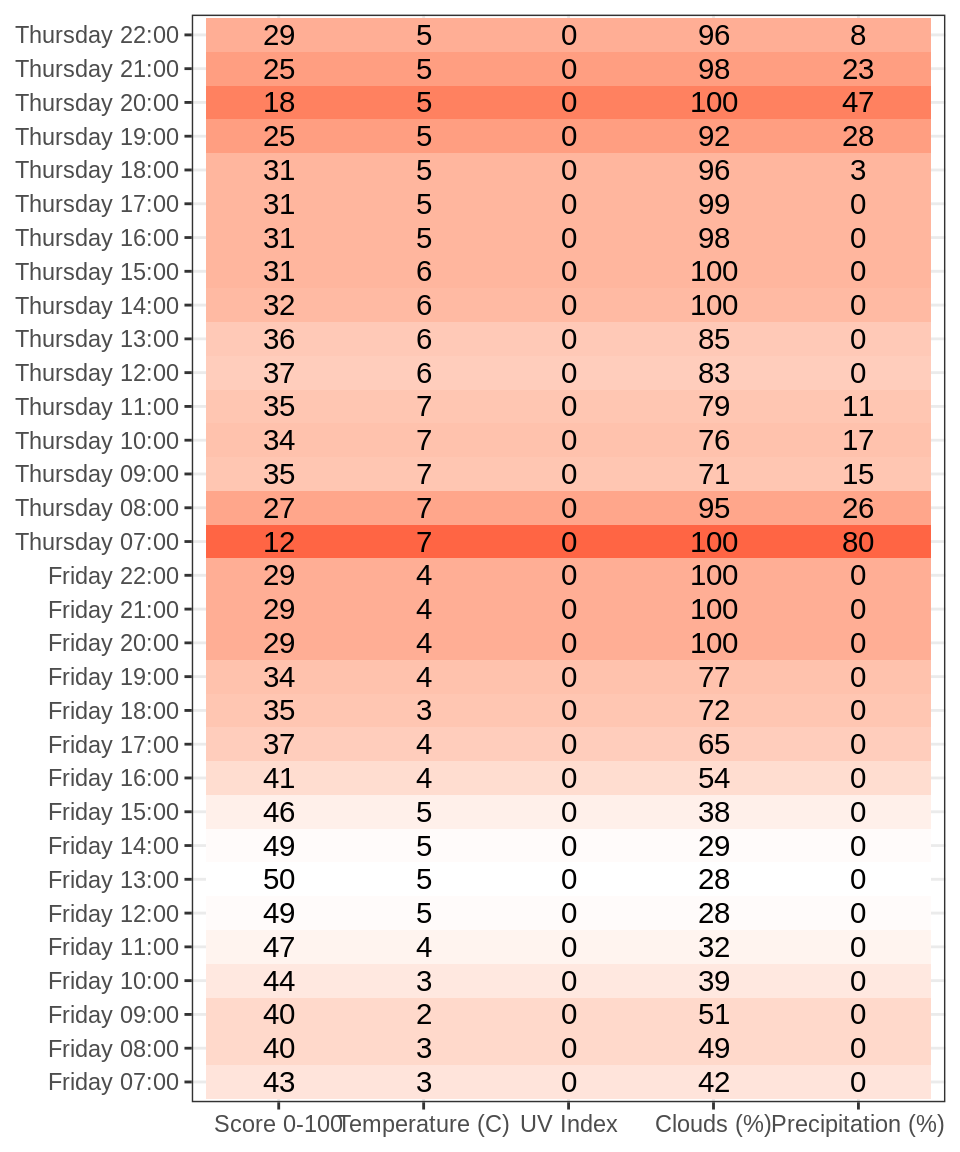 Thursday 22:00 29 5 0 96 8
Thursday 21:00 25 5 0 98 23
Thursday 20:00 18 5 0 100 47
Thursday 19:00 25 5 0 92 28
Thursday 18:00 31 5 0 96 3
Thursday 17:00 31 5 0 99 0
Thursday 16:00 31 5 0 98 0
Thursday 15:00 31 6 0 100 0
Thursday 14:00 32 6 0 100 0
Thursday 13:00 36 6 0 85 0
Thursday 12:00 37 6 0 83 0
Thursday 11:00 35 7 0 79 11
Thursday 10:00 34 7 0 76 17
Thursday 09:00 35 7 0 71 15
Thursday 08:00 27 7 0 95 26
Thursday 07:00 12 7 0 100 80
Friday 22:00 29 4 0 100 0
Friday 21:00 29 4 0 100 0
Friday 20:00 29 4 0 100 0
Friday 19:00 34 4 0 77 0
Friday 18:00 35 3 0 72 0
Friday 17:00 37 4 0 65 0
Friday 16:00 41 4 0 54 0
Friday 15:00 46 5 0 38 0
Friday 14:00 49 5 0 29 0
Friday 13:00 50 5 0 28 0
Friday 12:00 49 5 0 28 0
Friday 11:00 47 4 0 32 0
Friday 10:00 44 3 0 39 0
Friday 09:00 40 2 0 51 0
Friday 08:00 40 3 0 49 0
Friday 07:00 43 3 0 42 0
Score 0-100 Temperature (C) UV Index Clouds (%) Precipitation (%)